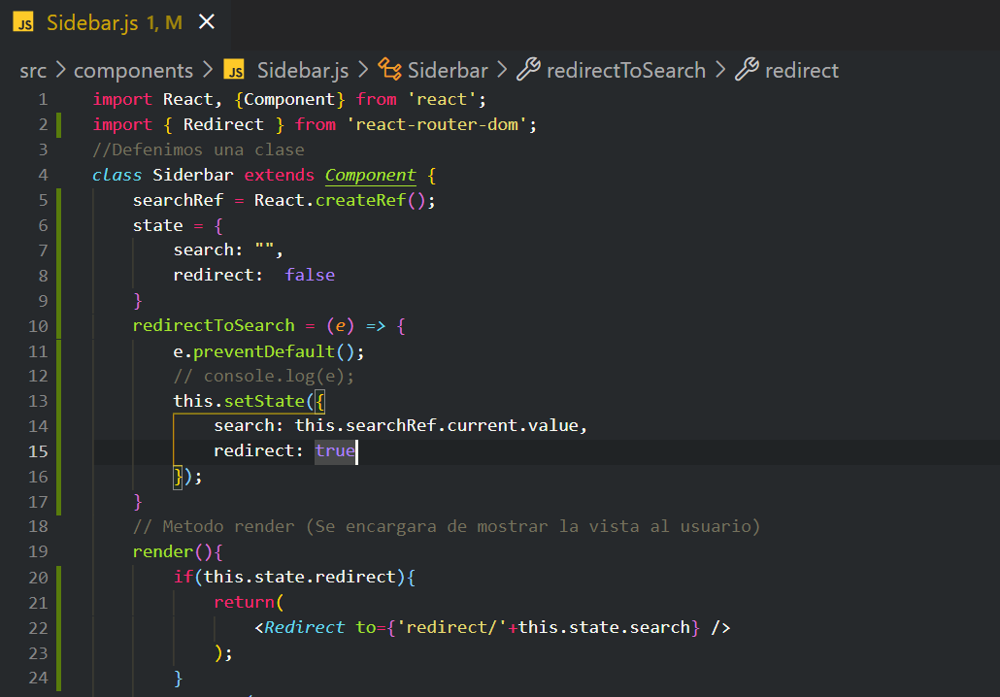 JS Sidebar.js 1, M
src > components > JS Sidebar.js > Siderbar > redirectToSearch > redirect
1 import React, {Component} from 'react';
2 import { Redirect } from 'react-router-dom';
3 //Defenimos una clase
4 class Siderbar extends Component {
5 searchRef = React.createRef();
6 state = {
7 search: "",
8 redirect:  false
9 }
10 redirectToSearch = (e) => {
11 e.preventDefault();
12 // console.log(e);
13 this.setState({
14 search: this.searchRef.current.value,
15 redirect: true
16 });
17 }
18 // Metodo render (Se encargara de mostrar la vista al usuario)
19 render(){
20 if(this.state.redirect){
21 return(
22 <Redirect to={'redirect/'+this.state.search} />
23 );
24 }